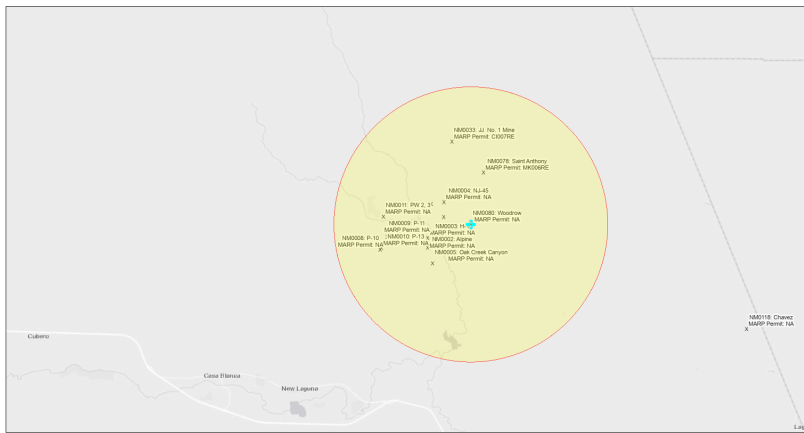 NM0033: JJ No. 1 Mine
MARP Permit: CI007RE
NM0078: Saint Anthony
MARP Permit: MK006RE
NM0004: NJ-45
MARP Permit: NA
NM0011: PW 2, 3
MARP Permit: NA
NM0080: Woodrow
MARP Permit: NA
NM0009: P-11
MARP Permit: NA
NM0003: H-
MARP Permit: NA
NM0008: P-10
MARP Permit: NA
NM0010: P-13
MARP Permit: NA
NM0002: Alpine
MARP Permit: NA
NM0005: Oak Creek Canyon
MARP Permit: NA
NM0118: Chavez
MARP Permit: NA
Cubero
Casa Blanca
New Laguna